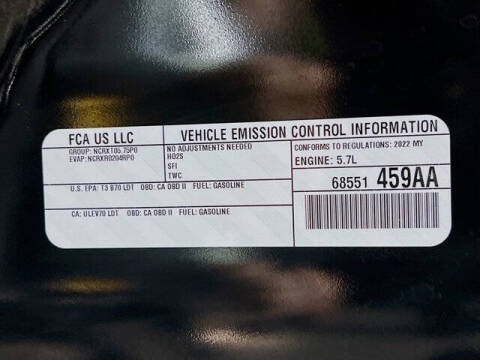 FCA US LLC
VEHICLE EMISSION CONTROL INFORMATION
GROUP: NCRXT05.75P0
EVAP: NCRXR0204RP0
NO ADJUSTMENTS NEEDED
HO2S
SFI
TWC
CONFORMS TO REGULATIONS: 2022 MY
ENGINE: 5.7L
68551 459AA
U.S. EPA: T3 B70 LDT OBD: CA OBD II FUEL: GASOLINE
CA: ULEV70 LDT OBD: CA OBD II FUEL: GASOLINE